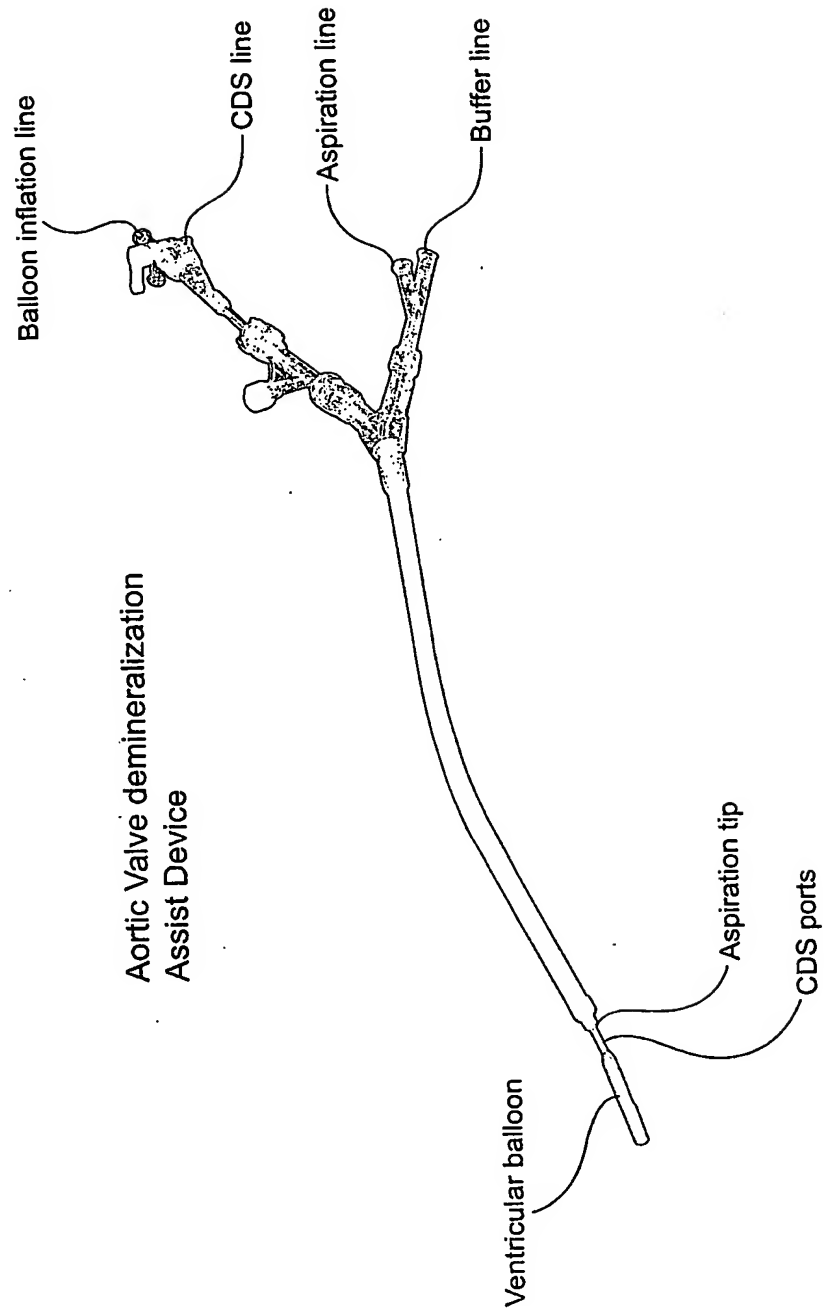 Balloon inflation line
Aortic Valve demineralization
Assist Device
CDS line
Aspiration line
Buffer line
Ventricular balloon
Aspiration tip
CDS ports